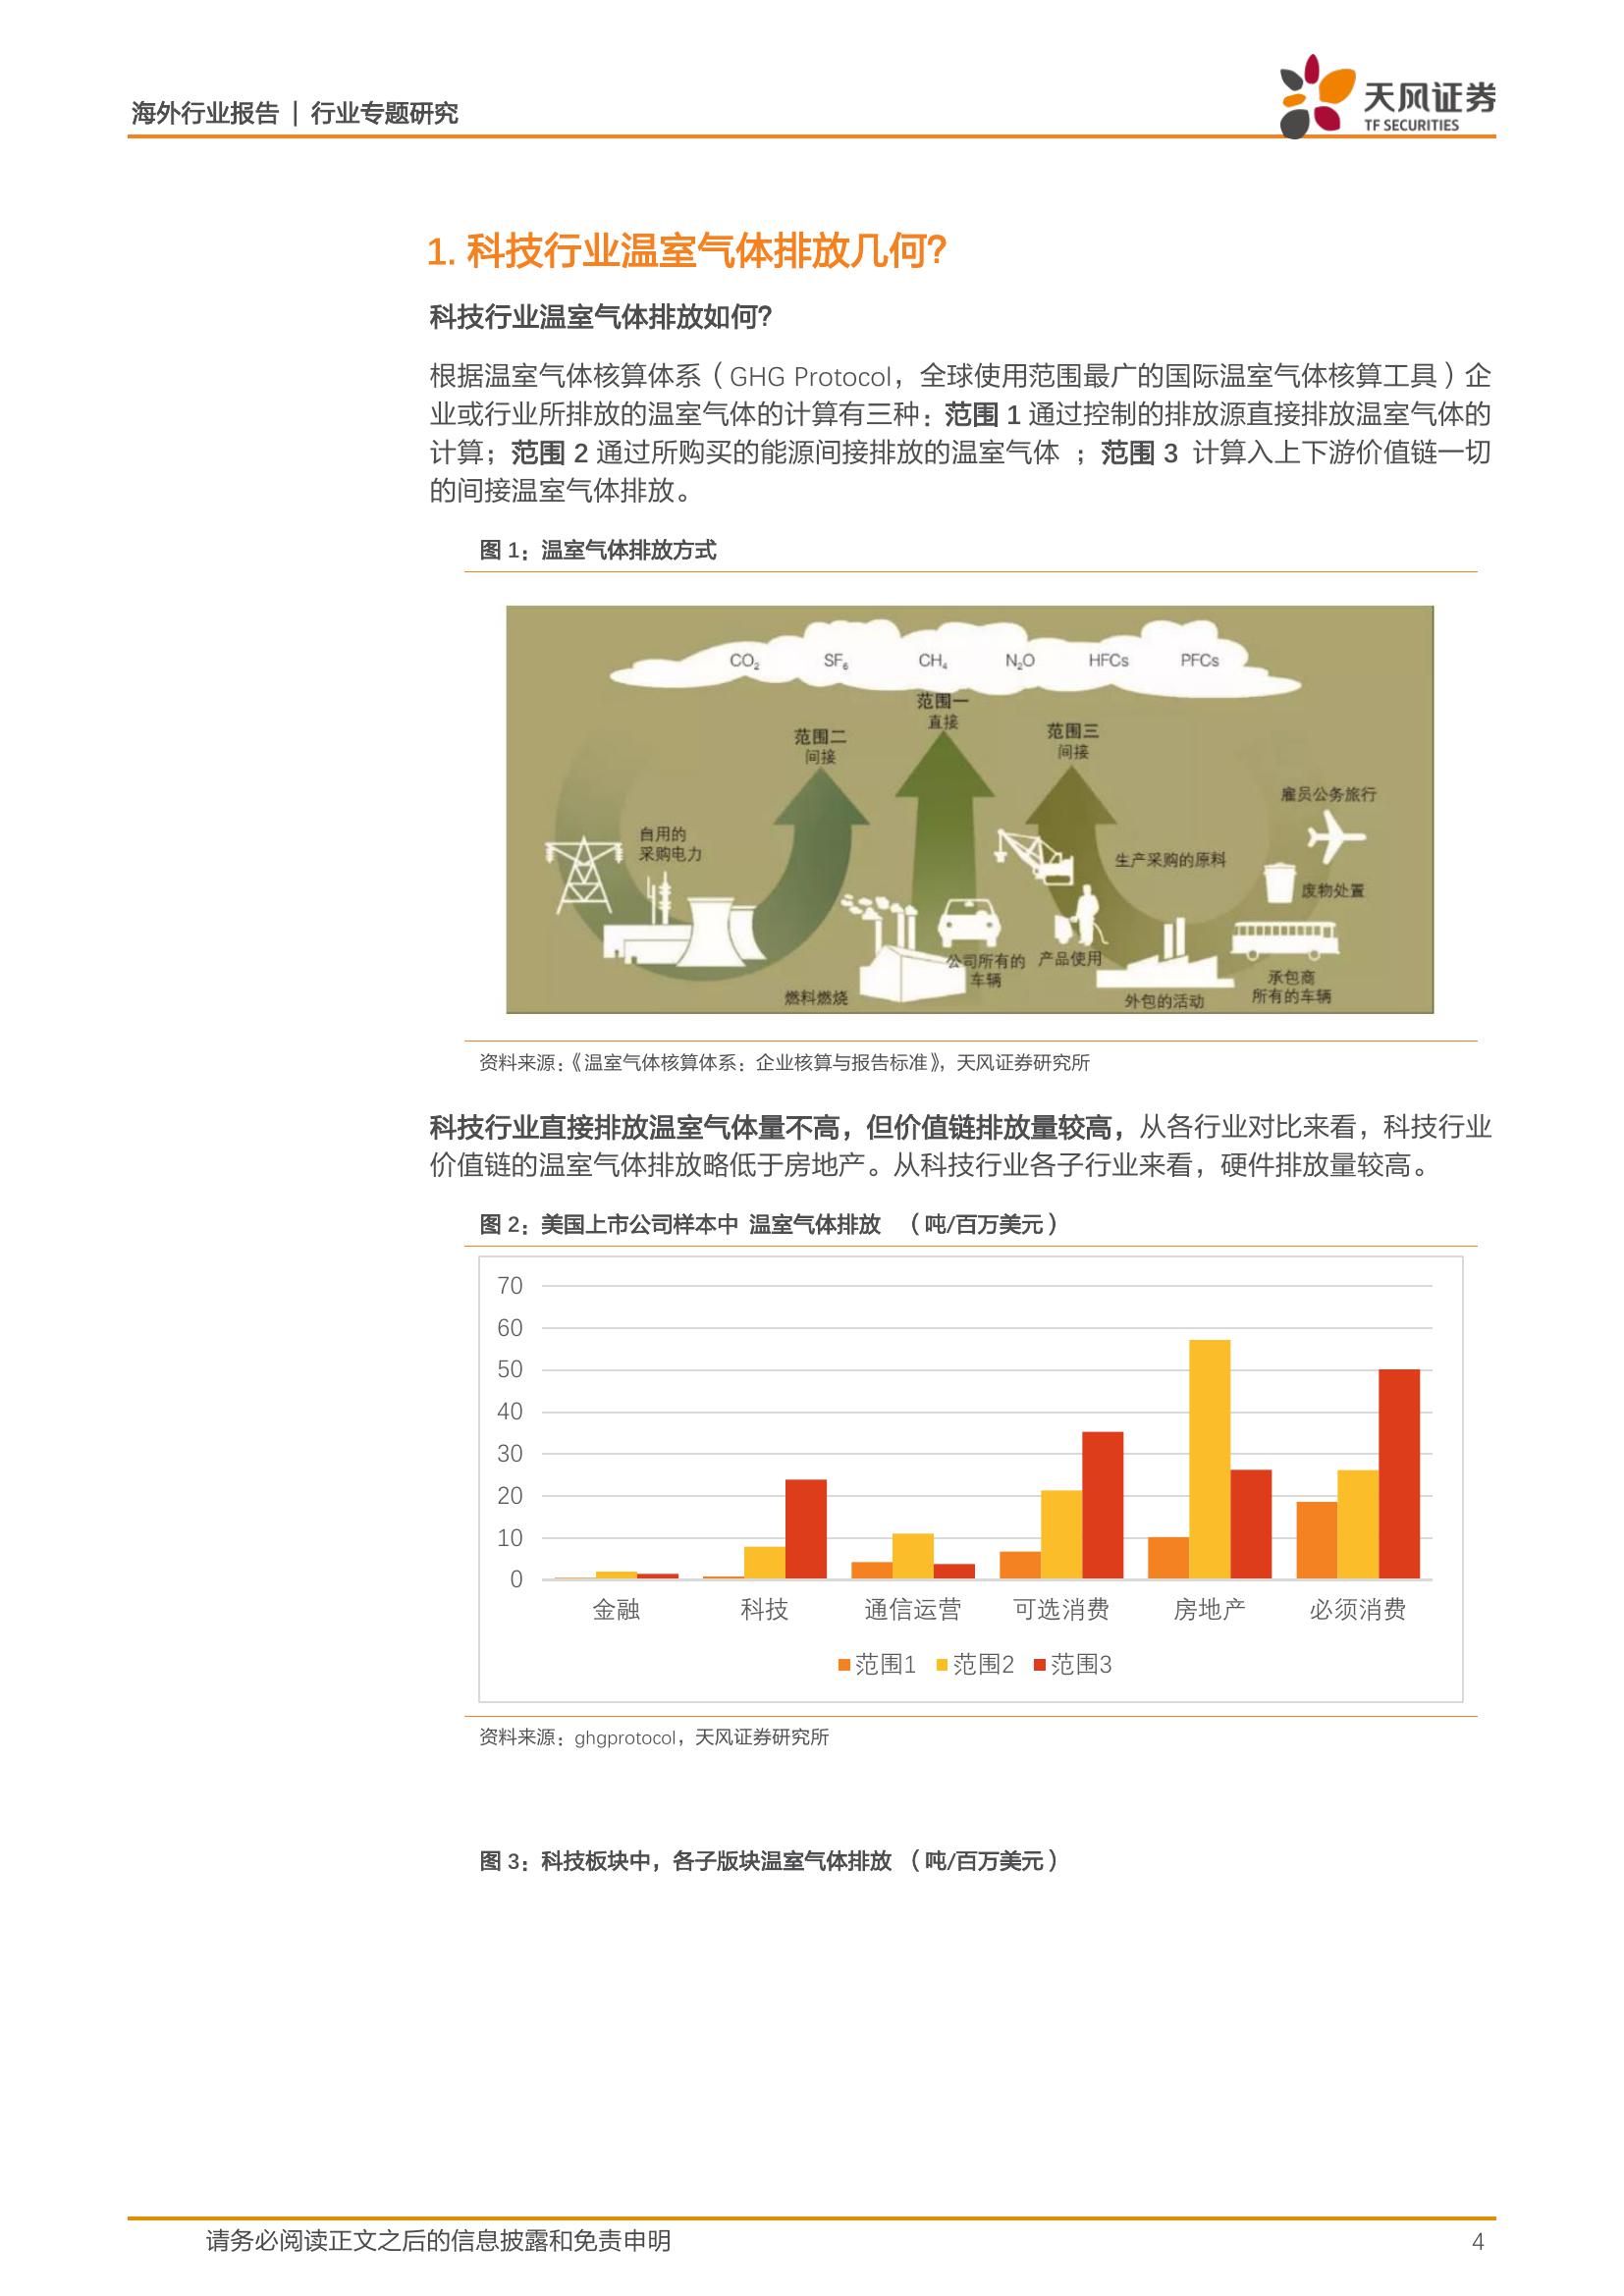 海外行业报告 | 行业专题研究
天风证券
TF SECURITIES
1. 科技行业温室气体排放几何？
科技行业温室气体排放如何？
根据温室气体核算体系（GHG Protocol，全球使用范围最广的国际温室气体核算工具）企
业或行业所排放的温室气体的计算有三种：范围 1 通过控制的排放源直接排放温室气体的
计算；范围 2 通过所购买的能源间接排放的温室气体 ；范围 3 计算入上下游价值链一切
的间接温室气体排放。
图 1：温室气体排放方式
CO₂ SF₆ CH₄ N₂O HFCs PFCs
范围一
直接
范围二
间接
范围三
间接
雇员公务旅行
自用的
采购电力
生产采购的原料
废物处置
公司所有的
车辆
产品使用
承包商
所有的车辆
燃料燃烧
外包的活动
资料来源：《温室气体核算体系：企业核算与报告标准》，天风证券研究所
科技行业直接排放温室气体量不高，但价值链排放量较高，从各行业对比来看，科技行业
价值链的温室气体排放略低于房地产。从科技行业各子行业来看，硬件排放量较高。
图 2：美国上市公司样本中 温室气体排放 （吨/百万美元）
70
60
50
40
30
20
10
0
金融 科技 通信运营 可选消费 房地产 必须消费
范围1 范围2 范围3
资料来源：ghgprotocol，天风证券研究所
图 3：科技板块中，各子版块温室气体排放 （吨/百万美元）
请务必阅读正文之后的信息披露和免责申明 4